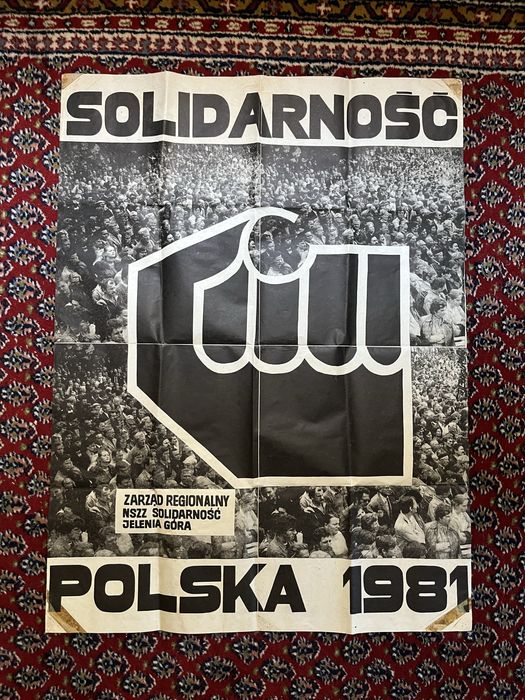 SOLIDARNOŚĆ
ZARZĄD REGIONALNY
NSZZ SOLIDARNOŚĆ
JELENIA GÓRA
POLSKA 1981